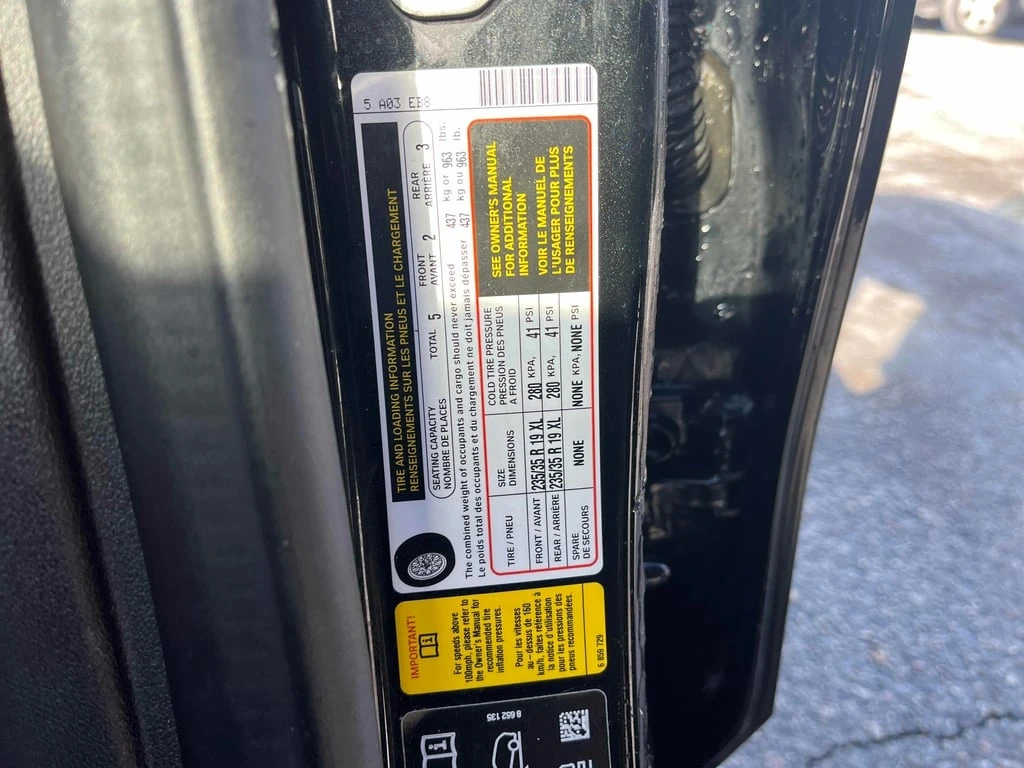 5 A03 EB8
TIRE AND LOADING INFORMATION
RENSEIGNEMENTS SUR LES PNEUS ET LE CHARGEMENT
SEATING CAPACITY
NOMBRE DE PLACES
TOTAL 5
FRONT
AVANT 2
REAR
ARRIÈRE 3
The combined weight of occupants and cargo should never exceed 437 kg or 963 lbs.
Le poids total des occupants et du chargement ne doit jamais dépasser 437 kg ou 963 lb.
TIRE / PNEU
SIZE
DIMENSIONS
COLD TIRE PRESSURE
PRESSION DES PNEUS
A FROID
FRONT / AVANT 235/35 R 19 XL 280 KPA, 41 PSI
REAR / ARRIÈRE 235/35 R 19 XL 280 KPA, 41 PSI
SPARE
DE SECOURS
NONE NONE KPA, NONE PSI
SEE OWNER'S MANUAL
FOR ADDITIONAL
INFORMATION
VOIR LE MANUEL DE
L'USAGER POUR PLUS
DE RENSEIGNEMENTS
IMPORTANT!
For speeds above
100mph, please refer to
the Owner's Manual for
recommended tire
inflation pressures.
Pour les vitesses
au - dessus de 160
km/h, faites référence à
la notice d'utilisation
pour les pressions des
pneus recommandées.
6 859 729
8 652 135